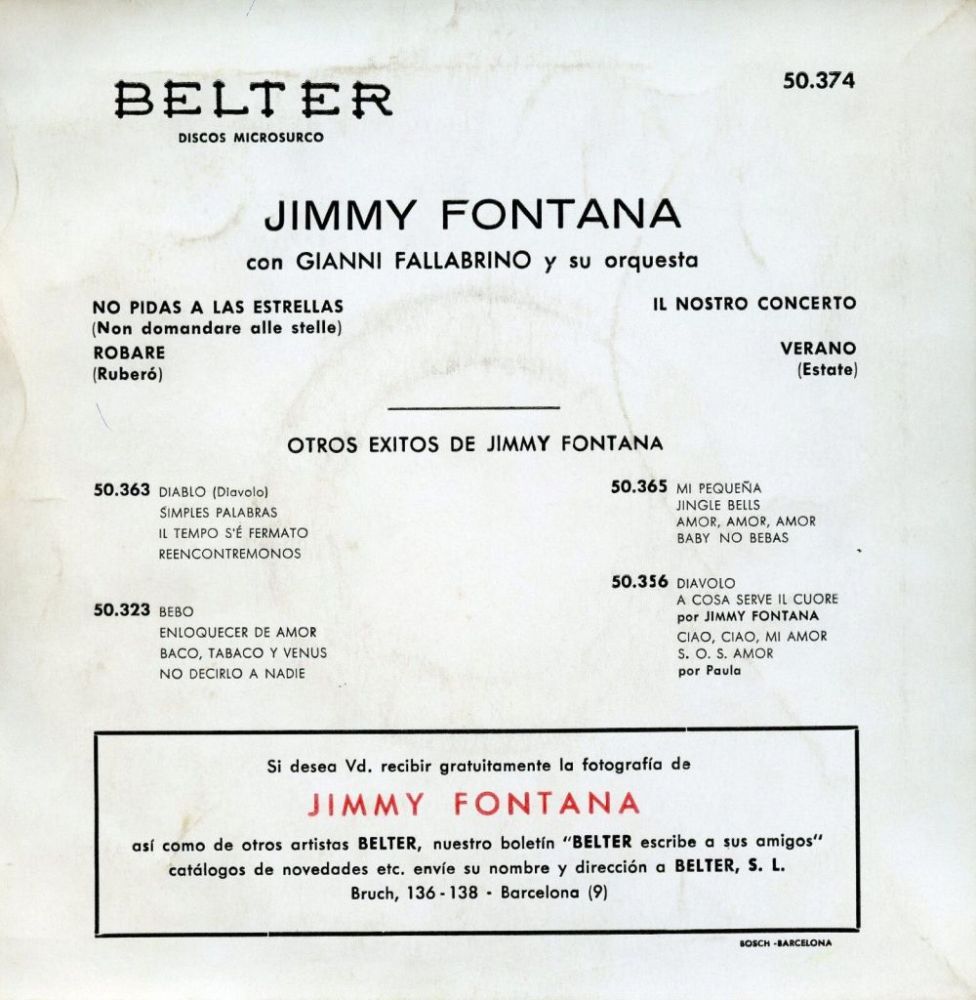 BELTER
DISCOS MICROSURCO
50.374
JIMMY FONTANA
con GIANNI FALLABRINO y su orquesta
NO PIDAS A LAS ESTRELLAS
(Non domandare alle stelle)
ROBARE
(Ruberó)
IL NOSTRO CONCERTO
VERANO
(Estate)
OTROS EXITOS DE JIMMY FONTANA
50.363 DIABLO (Diavolo)
SIMPLES PALABRAS
IL TEMPO S'É FERMATO
REENCONTREMONOS
50.323 BEBO
ENLOQUECER DE AMOR
BACO, TABACO Y VENUS
NO DECIRLO A NADIE
50.365 MI PEQUEÑA
JINGLE BELLS
AMOR, AMOR, AMOR
BABY NO BEBAS
50.356 DIAVOLO
A COSA SERVE IL CUORE
por JIMMY FONTANA
CIAO, CIAO, MI AMOR
S. O. S. AMOR
por Paula
Si desea Vd. recibir gratuitamente la fotografía de
JIMMY FONTANA
así como de otros artistas BELTER, nuestro boletín "BELTER escribe a sus amigos"
catálogos de novedades etc. envíe su nombre y dirección a BELTER, S. L.
Bruch, 136 - 138 - Barcelona (9)
BOSCH - BARCELONA